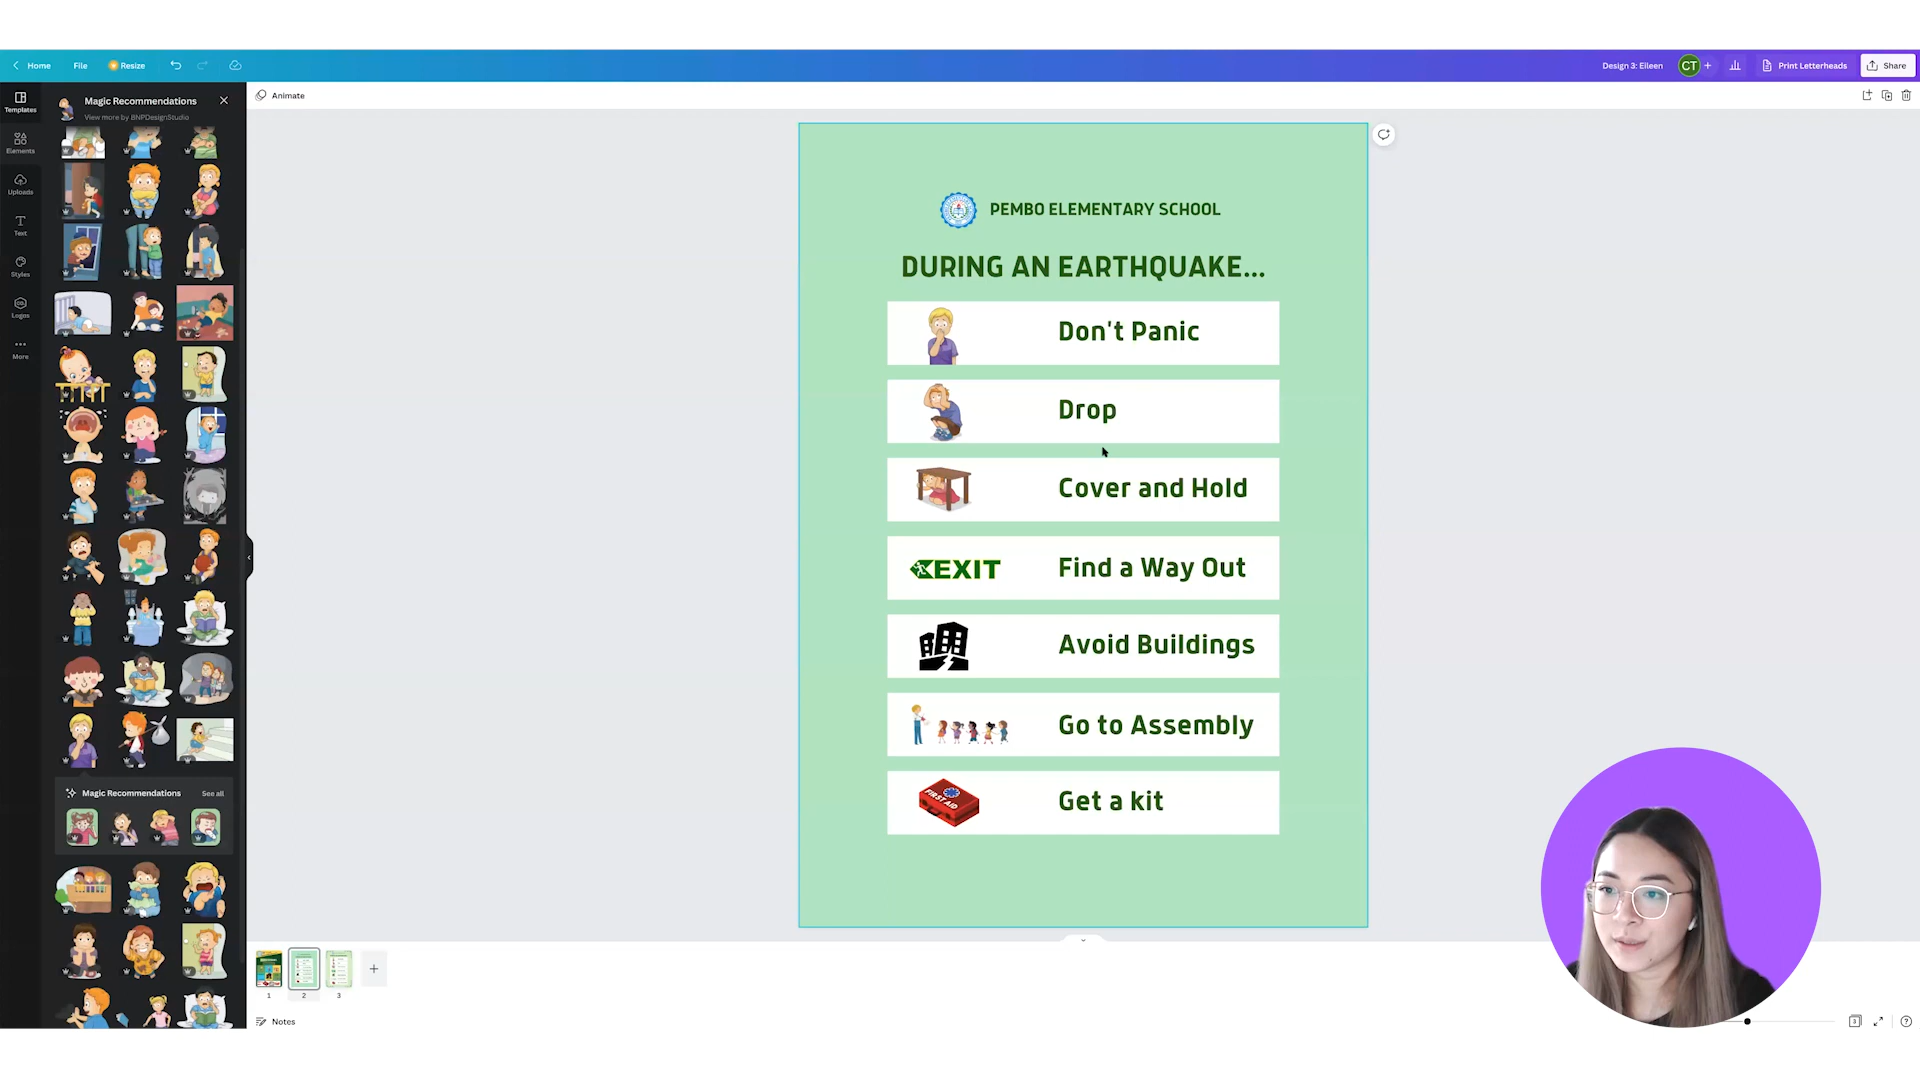 Home
File
Resize
Design 3: Eileen
CT
Print Letterheads
Share
Templates
Elements
Uploads
Text
Styles
Logos
More
Magic Recommendations
View more by BNPDesignStudio
Animate
PEMBO ELEMENTARY SCHOOL
DURING AN EARTHQUAKE...
Don't Panic
Drop
Cover and Hold
EXIT
Find a Way Out
Avoid Buildings
Go to Assembly
FIRST AID
Get a kit
Magic Recommendations
See all
1
2
3
Notes
3